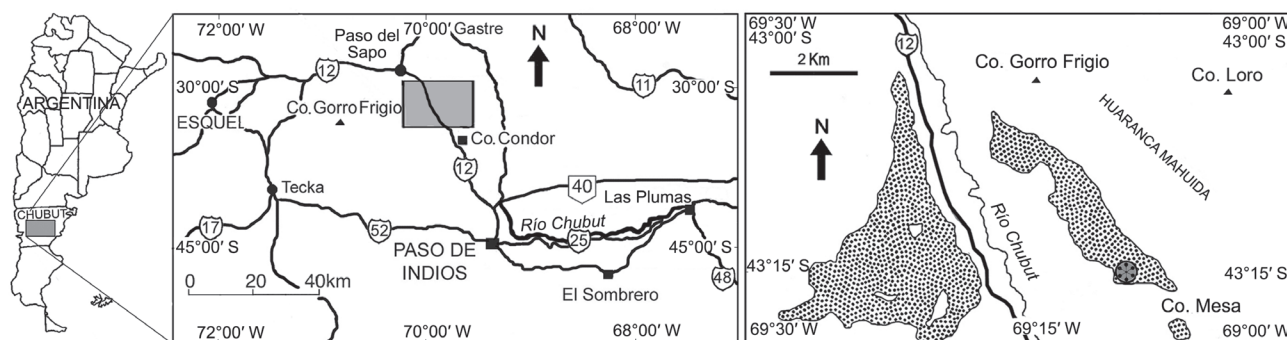 ARGENTINA
CHUBUT
72°00' W
70°00' W
68°00' W
Gastre
Paso del
Sapo
N
12
11
30°00' S
30°00' S
Co. Gorro Frigio
ESQUEL
Co. Condor
12
Tecka
40
Las Plumas
Río Chubut
17
52
25
45°00' S
45°00' S
PASO DE
INDIOS
48
0 20 40km
El Sombrero
72°00' W
70°00' W
68°00' W
69°30' W
43°00' S
69°00' W
43°00' S
12
2 Km
Co. Gorro Frigio
Co. Loro
HUARANCA MAHUIDA
N
Río Chubut
43°15' S
43°15' S
Co. Mesa
69°30' W
69°15' W
69°00' W